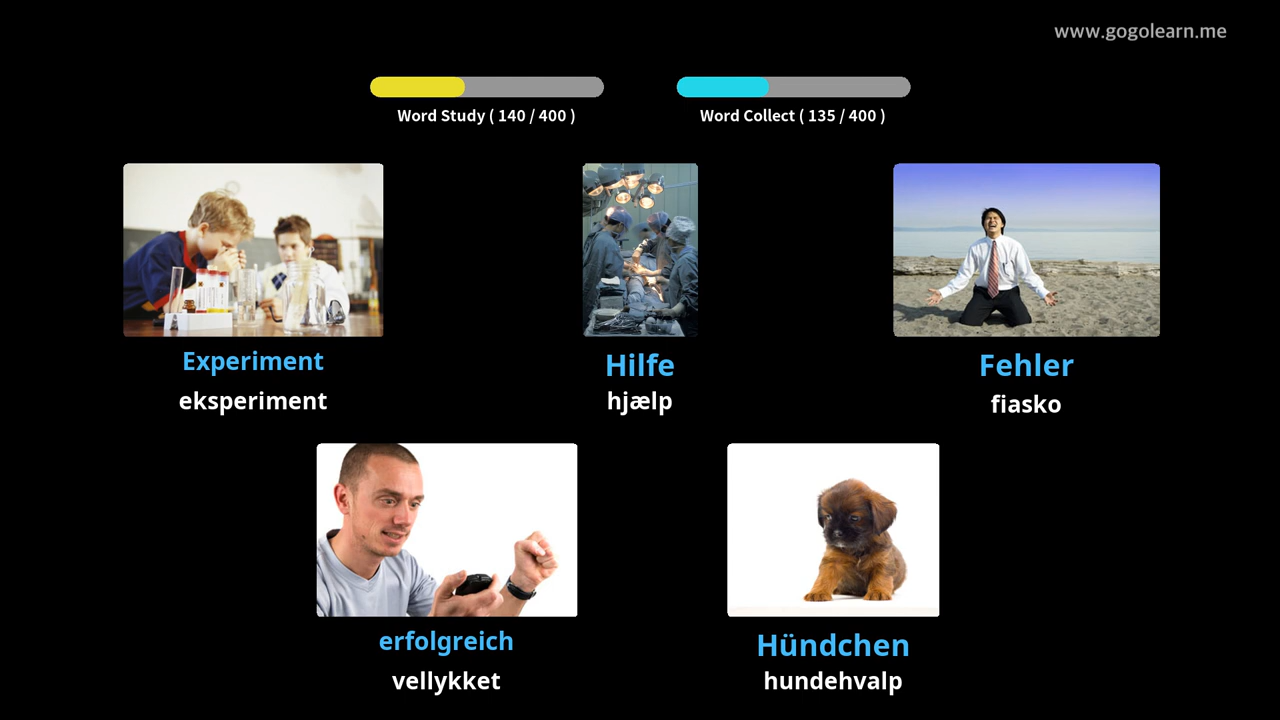 www.gogolearn.me
Word Study ( 140 / 400 )
Word Collect ( 135 / 400 )
Experiment
eksperiment
Hilfe
hjælp
Fehler
fiasko
erfolgreich
vellykket
Hündchen
hundehvalp